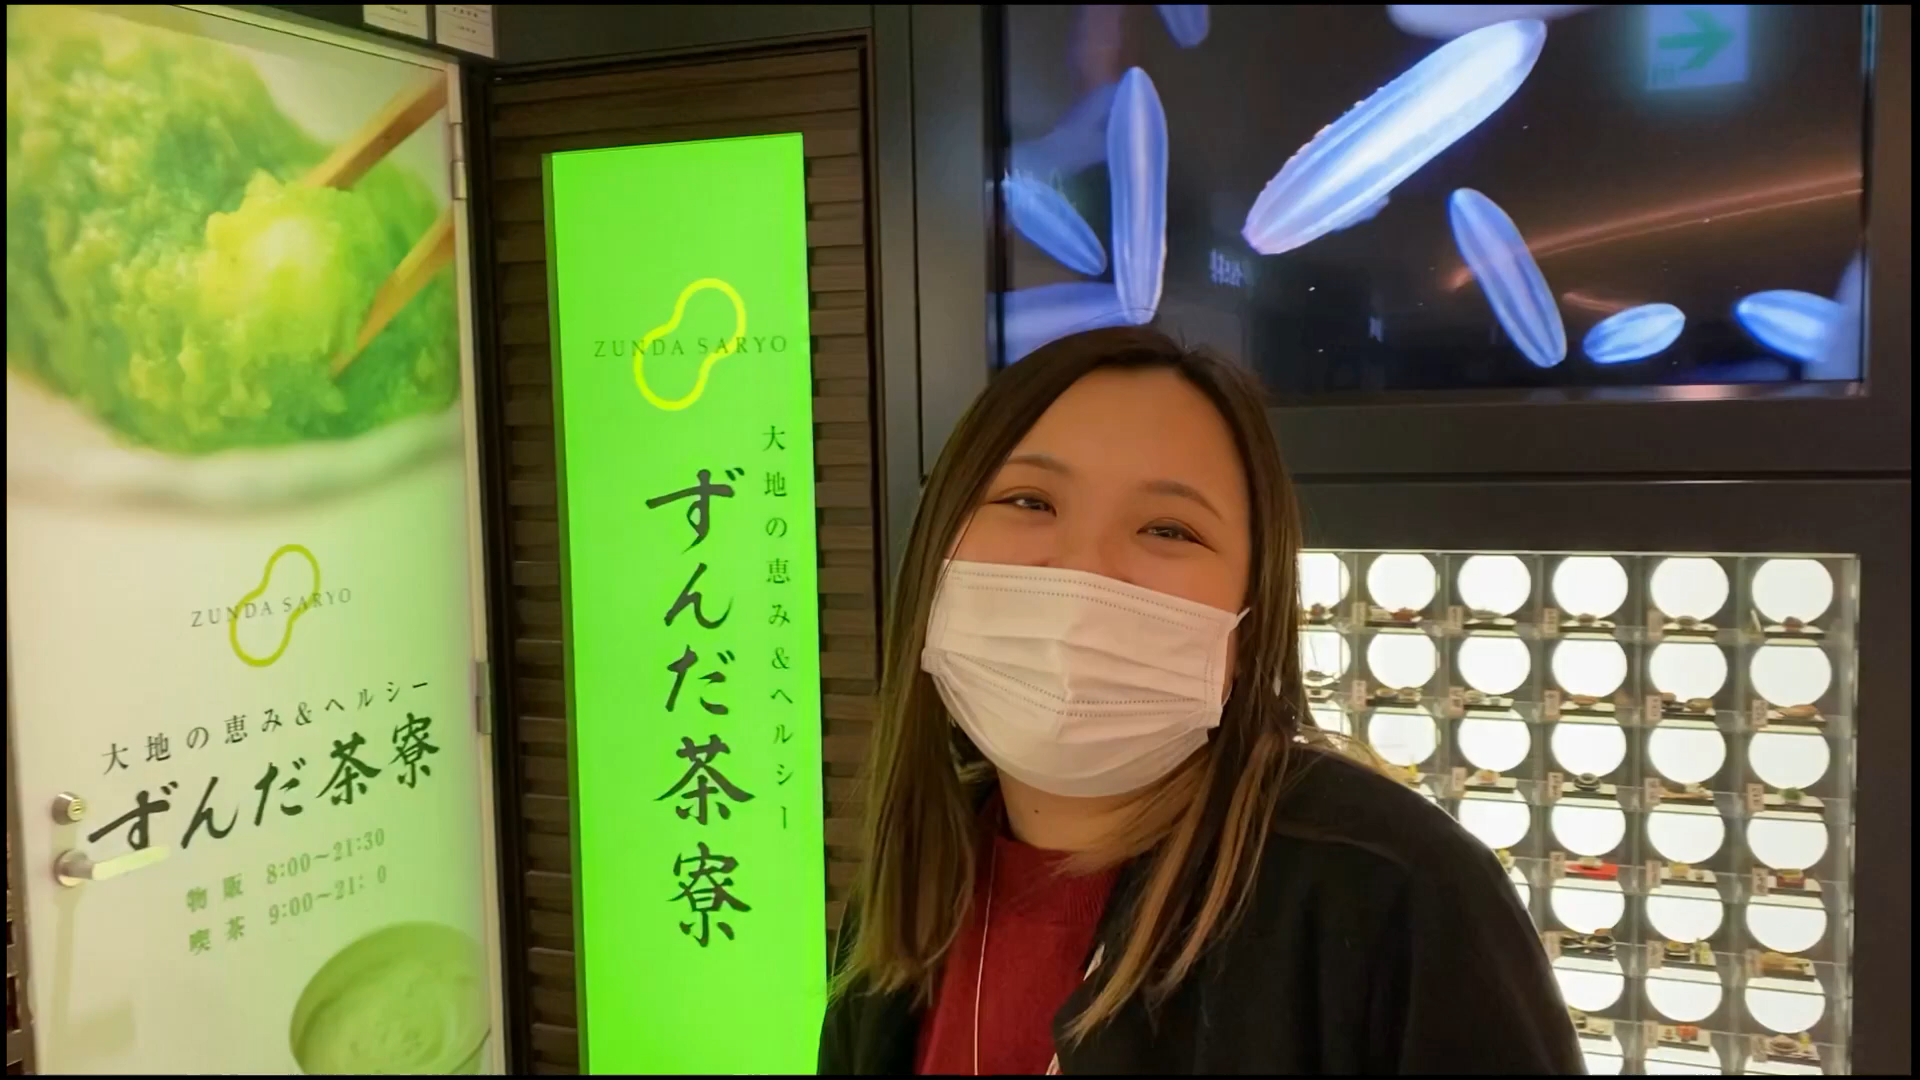 ZUNDA SARYO
大地の恵み&ヘルシー
ずんだ茶寮
物 販 8:00〜21:30
喫 茶 9:00〜21: 0
ZUNDA SARYO
大地の恵み&ヘルシー
ずんだ茶寮